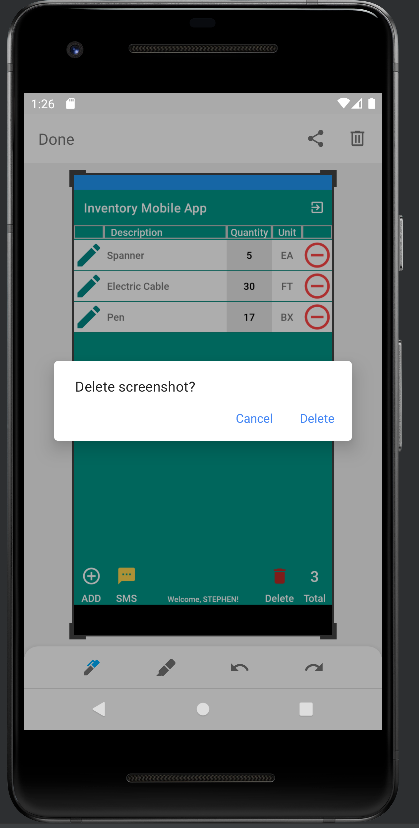 1:26
Done
Inventory Mobile App
Description Quantity Unit
Spanner 5 EA
Electric Cable 30 FT
Pen 17 BX
Delete screenshot?
Cancel Delete
3
ADD SMS Welcome, STEPHEN! Delete Total